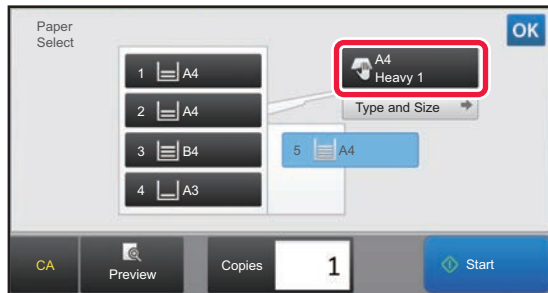 Paper
Select
OK
1 A4
2 A4
3 B4
4 A3
A4
Heavy 1
Type and Size
5 A4
CA
Preview
Copies
1
Start